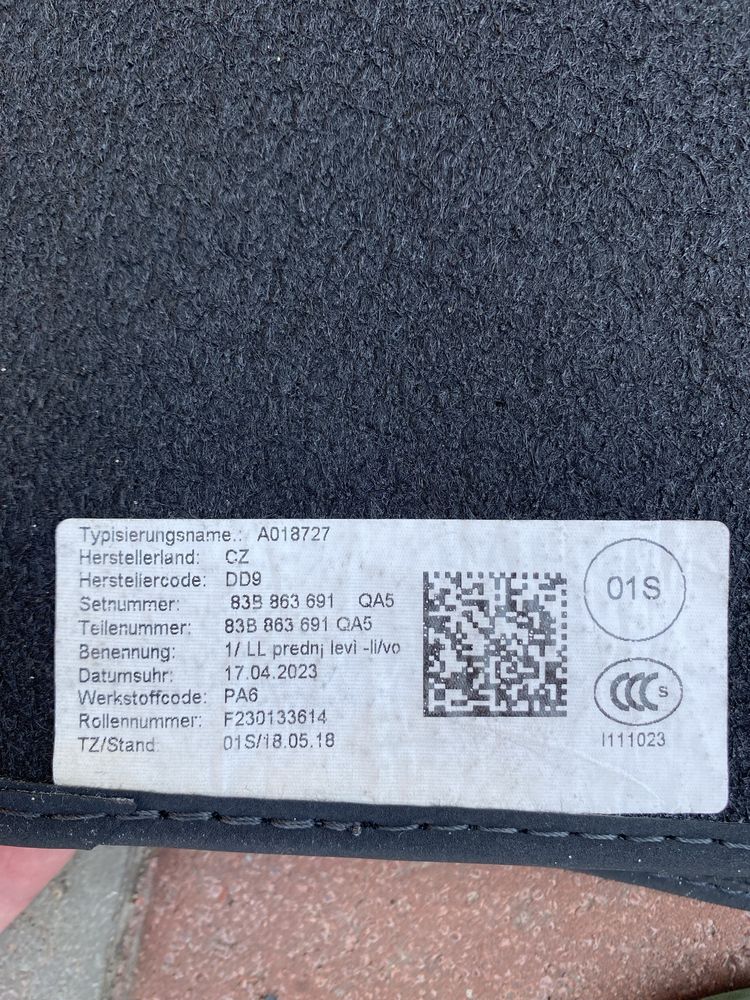 Typisierungsname.: A018727
Herstellerland: CZ
Herstellercode: DD9
Setnummer: 83B 863 691 QA5
Teilenummer: 83B 863 691 QA5
Benennung: 1/ LL prednj levi -li/vo
Datumsuhr: 17.04.2023
Werkstoffcode: PA6
Rollennummer: F230133614
TZ/Stand 01S/18.05.18
01S
CCC S
I111023